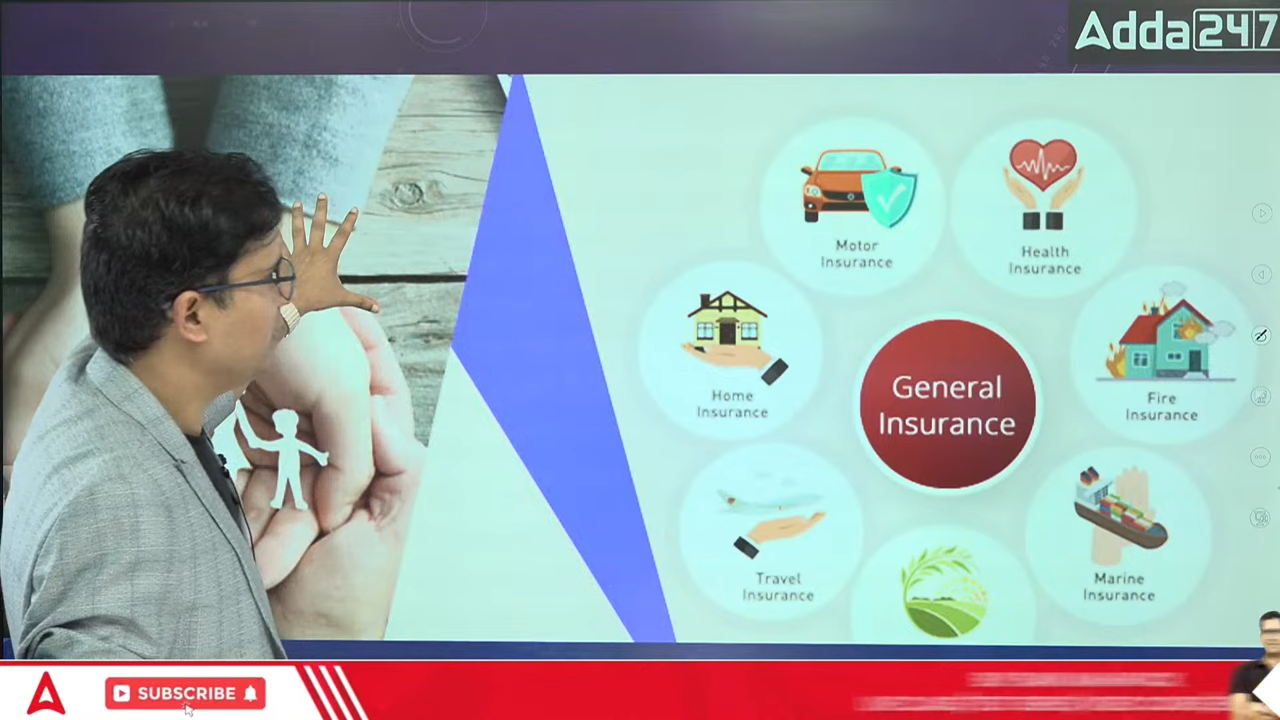 Adda247
Motor
Insurance
Health
Insurance
Home
Insurance
General
Insurance
Fire
Insurance
Travel
Insurance
Marine
Insurance
SUBSCRIBE